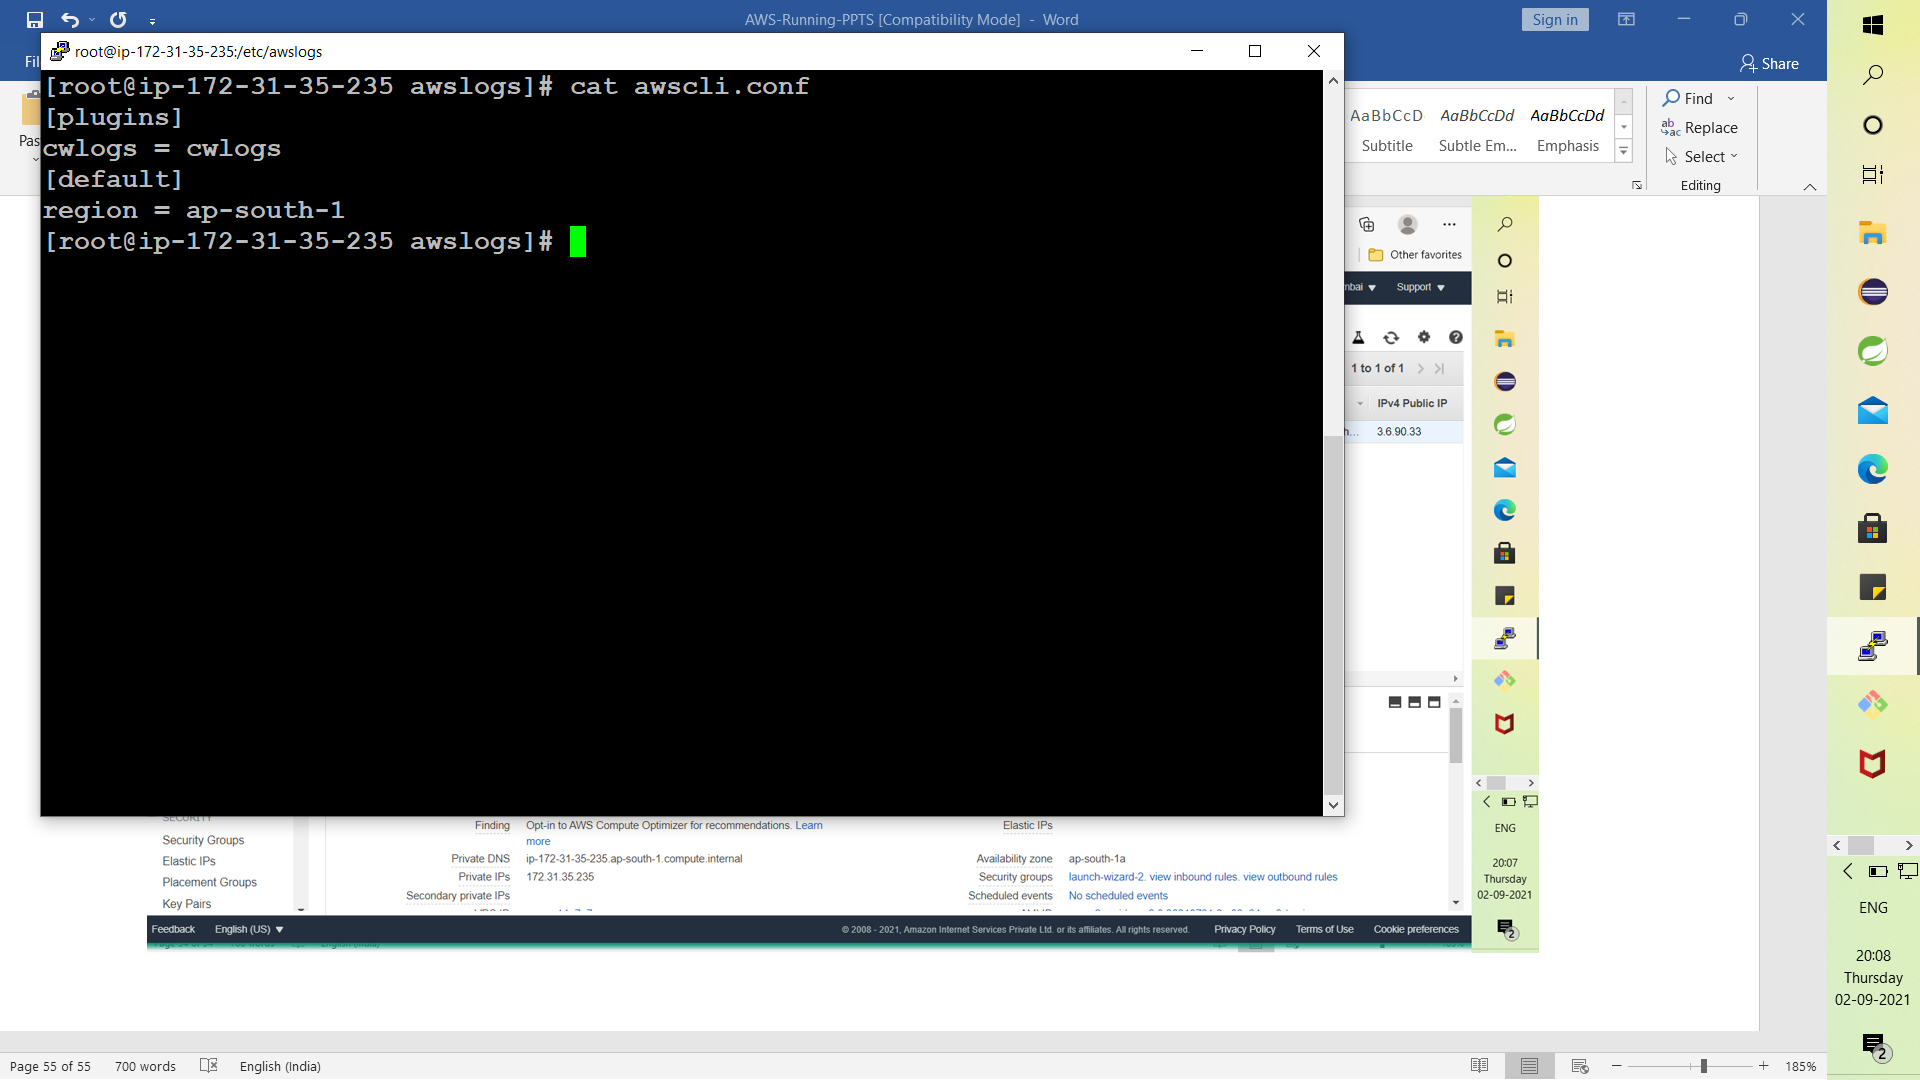 AWS-Running-PPTS [Compatibility Mode] - Word
Sign in
root@ip-172-31-35-235:/etc/awslogs
Share
[root@ip-172-31-35-235 awslogs]# cat awscli.conf
[plugins]
cwlogs = cwlogs
[default]
region = ap-south-1
[root@ip-172-31-35-235 awslogs]#
AaBbCcD AaBbCcDd AaBbCcDd
Subtitle Subtle Em... Emphasis
Find
Replace
Select
Editing
Other favorites
Support
1 to 1 of 1
IPv4 Public IP
3.6.90.33
Security Groups
Elastic IPs
Placement Groups
Key Pairs
Finding Opt-in to AWS Compute Optimizer for recommendations. Learn
more
Private DNS ip-172-31-35-235.ap-south-1.compute.internal
Private IPs 172.31.35.235
Secondary private IPs
Elastic IPs
Availability zone ap-south-1a
Security groups launch-wizard-2. view inbound rules. view outbound rules
Scheduled events No scheduled events
Feedback English (US) © 2008 - 2021, Amazon Internet Services Private Ltd. or its affiliates. All rights reserved. Privacy Policy Terms of Use Cookie preferences
ENG
20:07
Thursday
02-09-2021
2
ENG
20:08
Thursday
02-09-2021
2
Page 55 of 55 700 words English (India) 185%